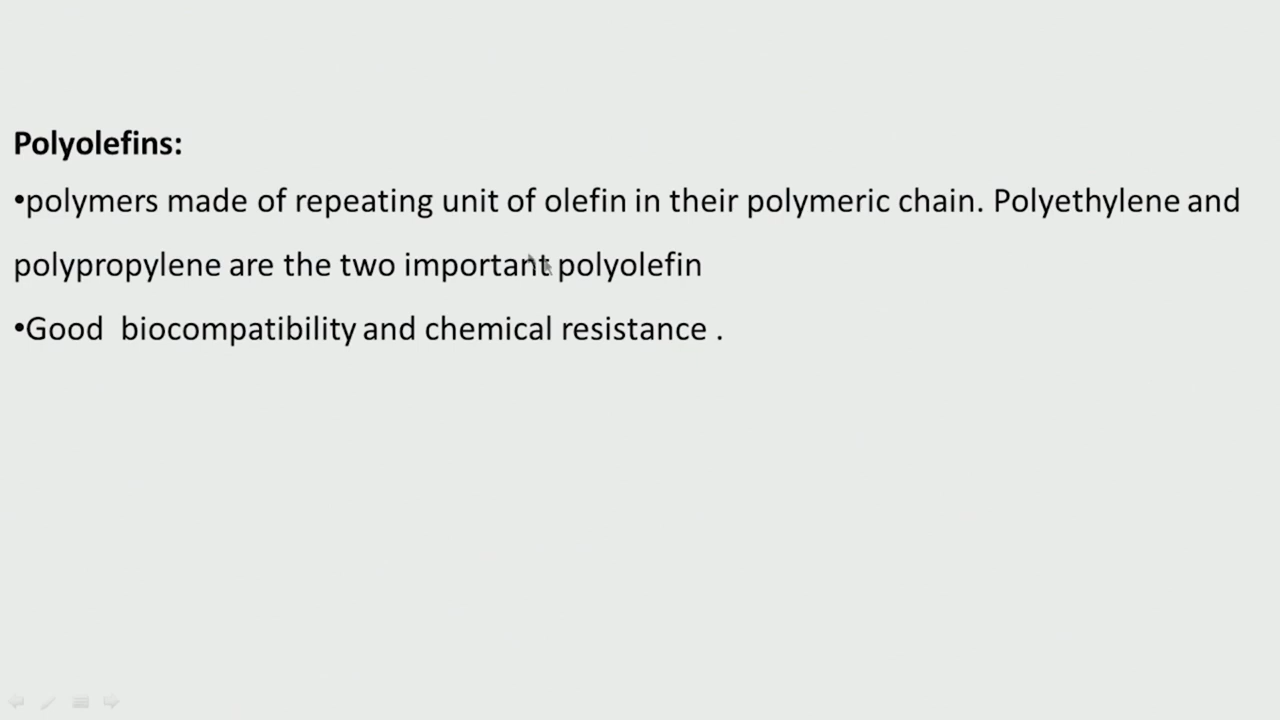 Polyolefins:
•polymers made of repeating unit of olefin in their polymeric chain. Polyethylene and
polypropylene are the two important polyolefin
•Good  biocompatibility and chemical resistance .